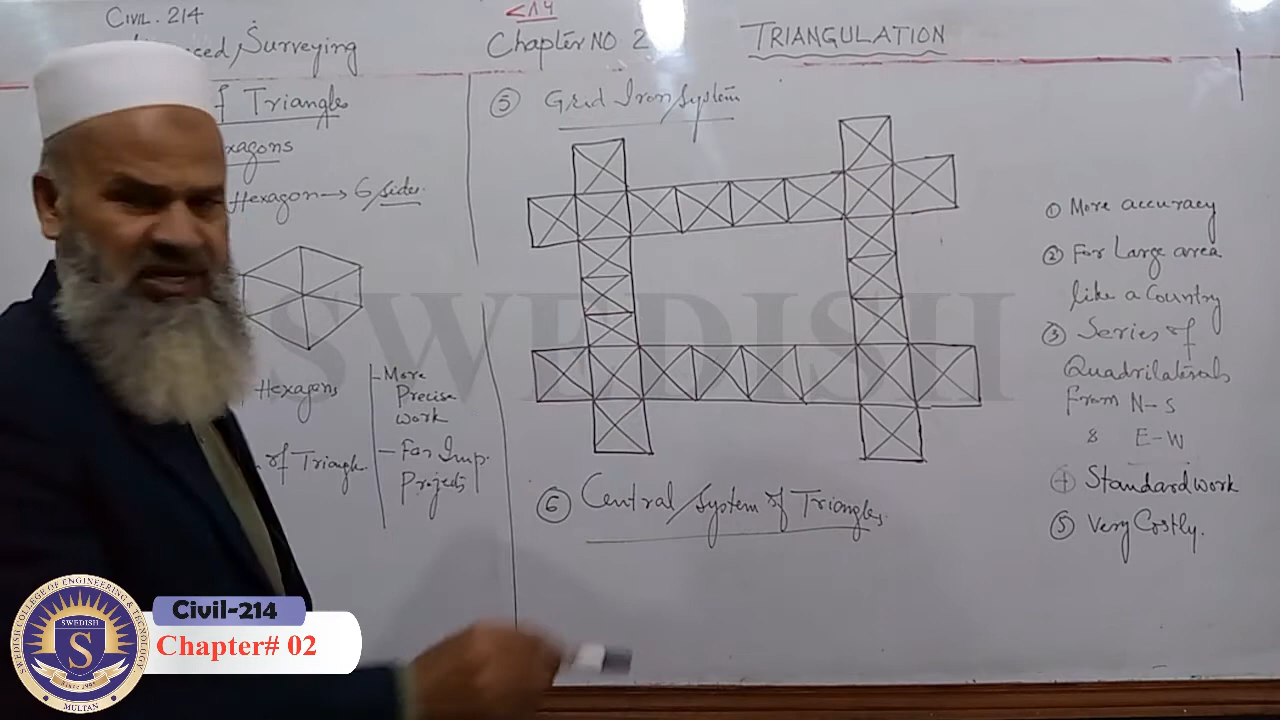 CIVIL. 214
Surveying
<14
Chapter NO 2
TRIANGULATION
f Triangles
xagons
Hexagon → 6 sides.
Hexagons
of Triangle
- More
Precise
work
- For Imp.
Projects
⑤ Grid Iron System
⑥ Central System of Triangles.
① More accuracy
② For Large area
like a Country
③ Series of
Quadrilaterals
From N-S
& E-W
④ Standard work
⑤ Very Costly.
SWEDISH
SWEDISH COLLEGE OF ENGINEERING & TECHNOLOGY
SWEDISH
S
MULTAN
Civil-214
Chapter# 02